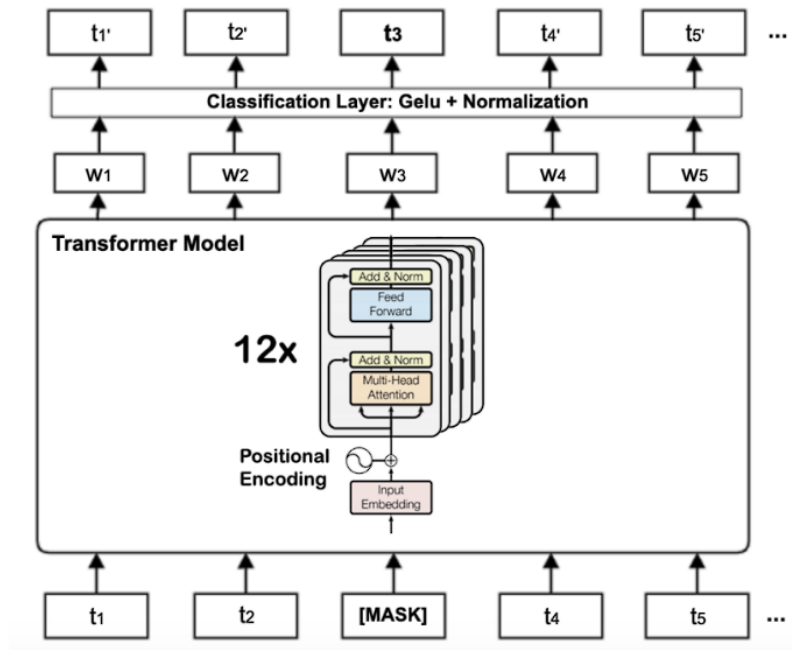 t1' t2' t3 t4' t5' ...
Classification Layer: Gelu + Normalization
W1 W2 W3 W4 W5
Transformer Model
Add & Norm
Feed
Forward
12x
Add & Norm
Multi-Head
Attention
Positional
Encoding
Input
Embedding
t1 t2 [MASK] t4 t5 ...